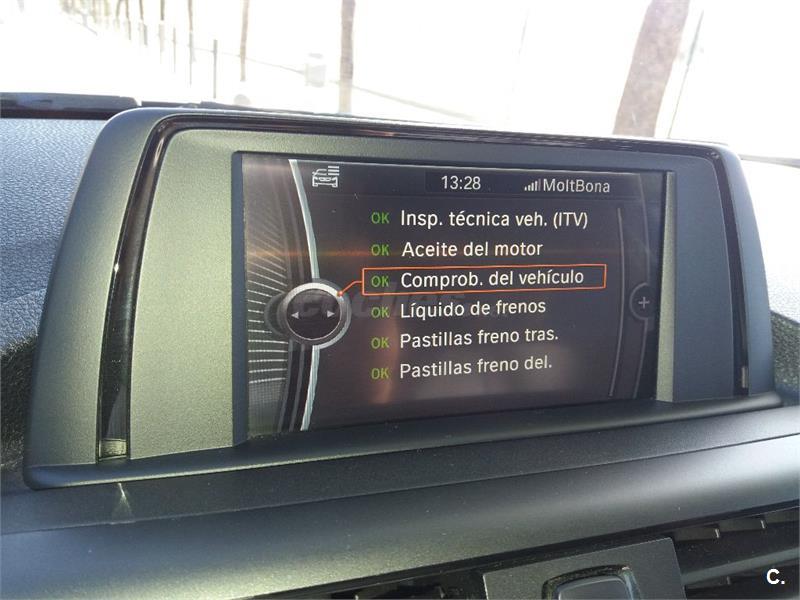 13:28 MoltBona
OK Insp. técnica veh. (ITV)
OK Aceite del motor
OK Comprob. del vehículo
OK Líquido de frenos
OK Pastillas freno tras.
OK Pastillas freno del.
C.